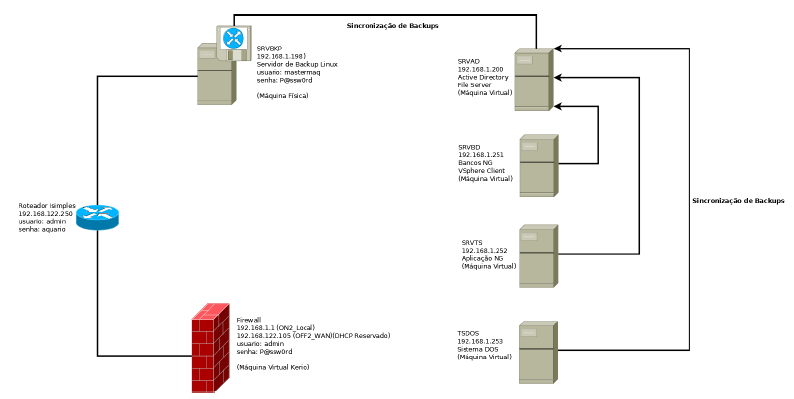 Sincronização de Backups
SRVBKP
192.168.1.198)
Servidor de Backup Linux
usuario: mastermaq
senha: P@ssw0rd
(Máquina Física)
SRVAD
192.168.1.200
Active Directory
File Server
(Máquina Virtual)
SRVBD
192.168.1.251
Bancos NG
VSphere Client
(Máquina Virtual)
Roteador Isimples
192.168.122.250
usuario: admin
senha: aquario
Sincronização de Backups
SRVTS
192.168.1.252
Aplicação NG
(Máquina Virtual)
Firewall
192.168.1.1 (ON2_Local)
192.168.122.105 (OFF2_WAN)(DHCP Reservado)
usuario: admin
senha: P@ssw0rd
(Máquina Virtual Kerio)
TSDOS
192.168.1.253
Sistema DOS
(Máquina Virtual)